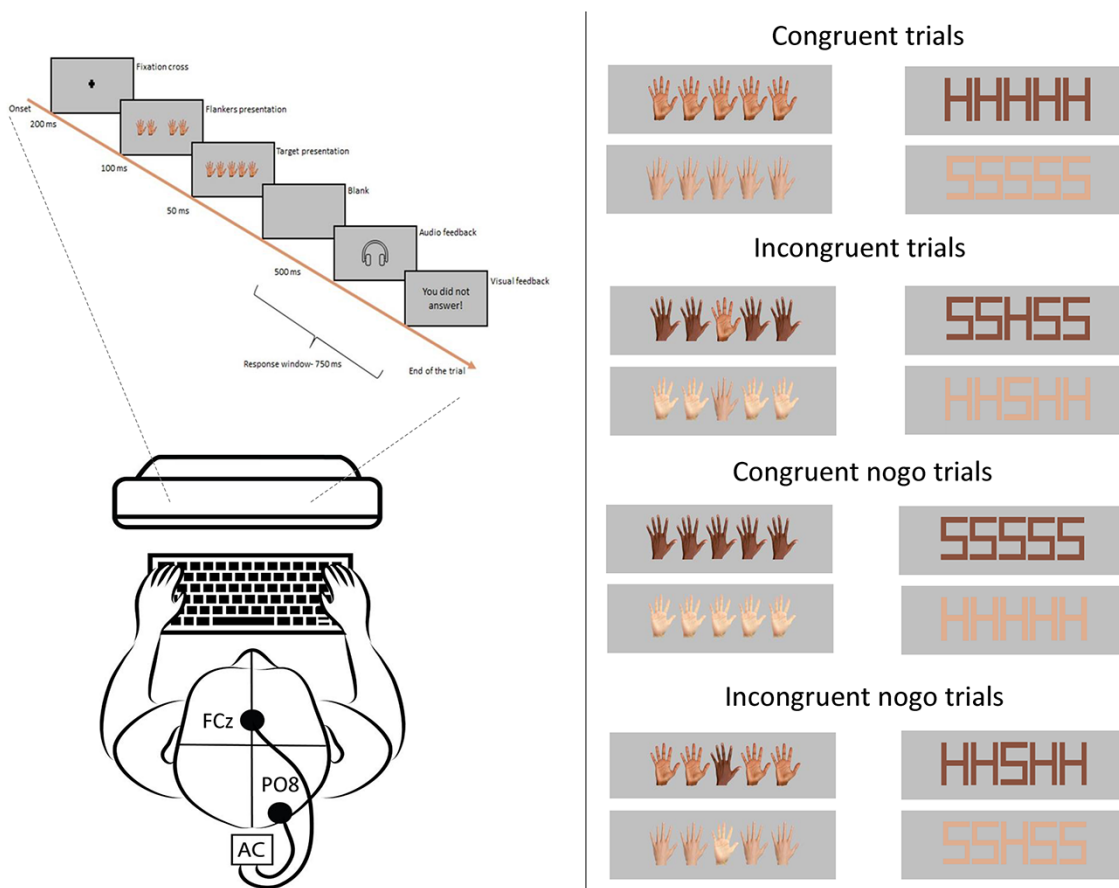 Fixation cross
Onset
200 ms
Flankers presentation
100 ms
Target presentation
50 ms
Blank
Audio feedback
500 ms
Visual feedback
You did not
answer!
Response window- 750 ms
End of the trial
FCz
PO8
AC
Congruent trials
HHHHH
SSSSS
Incongruent trials
SSHSS
HHSHH
Congruent nogo trials
SSSSS
HHHHH
Incongruent nogo trials
HHSHH
SSHSS